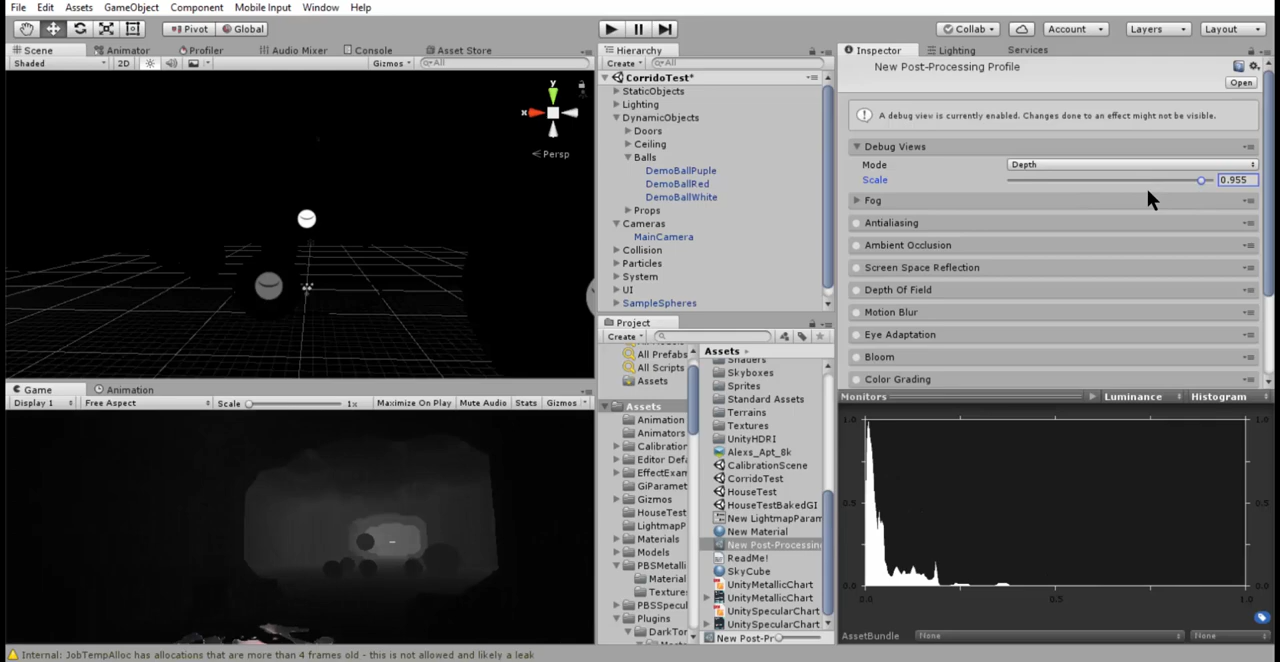 File Edit Assets GameObject Component Mobile Input Window Help
Pivot Global Collab Account Layers Layout
Scene Animator Profiler Audio Mixer Console Asset Store
Shaded 2D Gizmos All
y
x
Persp
Game Animation
Display 1 Free Aspect Scale 1x Maximize On Play Mute Audio Stats Gizmos
Hierarchy
Create All
CorridoTest*
StaticObjects
Lighting
DynamicObjects
Doors
Ceiling
Balls
DemoBallPuple
DemoBallRed
DemoBallWhite
Props
Cameras
MainCamera
Collision
Particles
System
UI
SampleSpheres
Project
Create
All Prefabs
All Scripts
Assets
Assets
Animation
Animators
Calibration
Editor Defa
EffectExam
GiParamet
Gizmos
HouseTest
LightmapP
Materials
Models
PBSMetalli
Material
Textures
PBSSpecul
Plugins
DarkTor
Assets
Shaders
Skyboxes
Sprites
Standard Assets
Terrains
Textures
UnityHDRI
Alexs_Apt_8k
CalibrationScene
CorridoTest
HouseTest
HouseTestBakedGI
New LightmapParam
New Material
New Post-Processing
ReadMe!
SkyCube
UnityMetallicChart
UnityMetallicChart
UnitySpecularChart
UnitySpecularChart
New Post-Pr
Inspector Lighting Services
New Post-Processing Profile
Open
A debug view is currently enabled. Changes done to an effect might not be visible.
Debug Views
Mode Depth
Scale 0.955
Fog
Antialiasing
Ambient Occlusion
Screen Space Reflection
Depth Of Field
Motion Blur
Eye Adaptation
Bloom
Color Grading
Monitors Luminance Histogram
1.0 1.0
0.5 0.5
0.0 0.0
0.0 0.5 1.0
AssetBundle None None
Internal: JobTempAlloc has allocations that are more than 4 frames old - this is not allowed and likely a leak